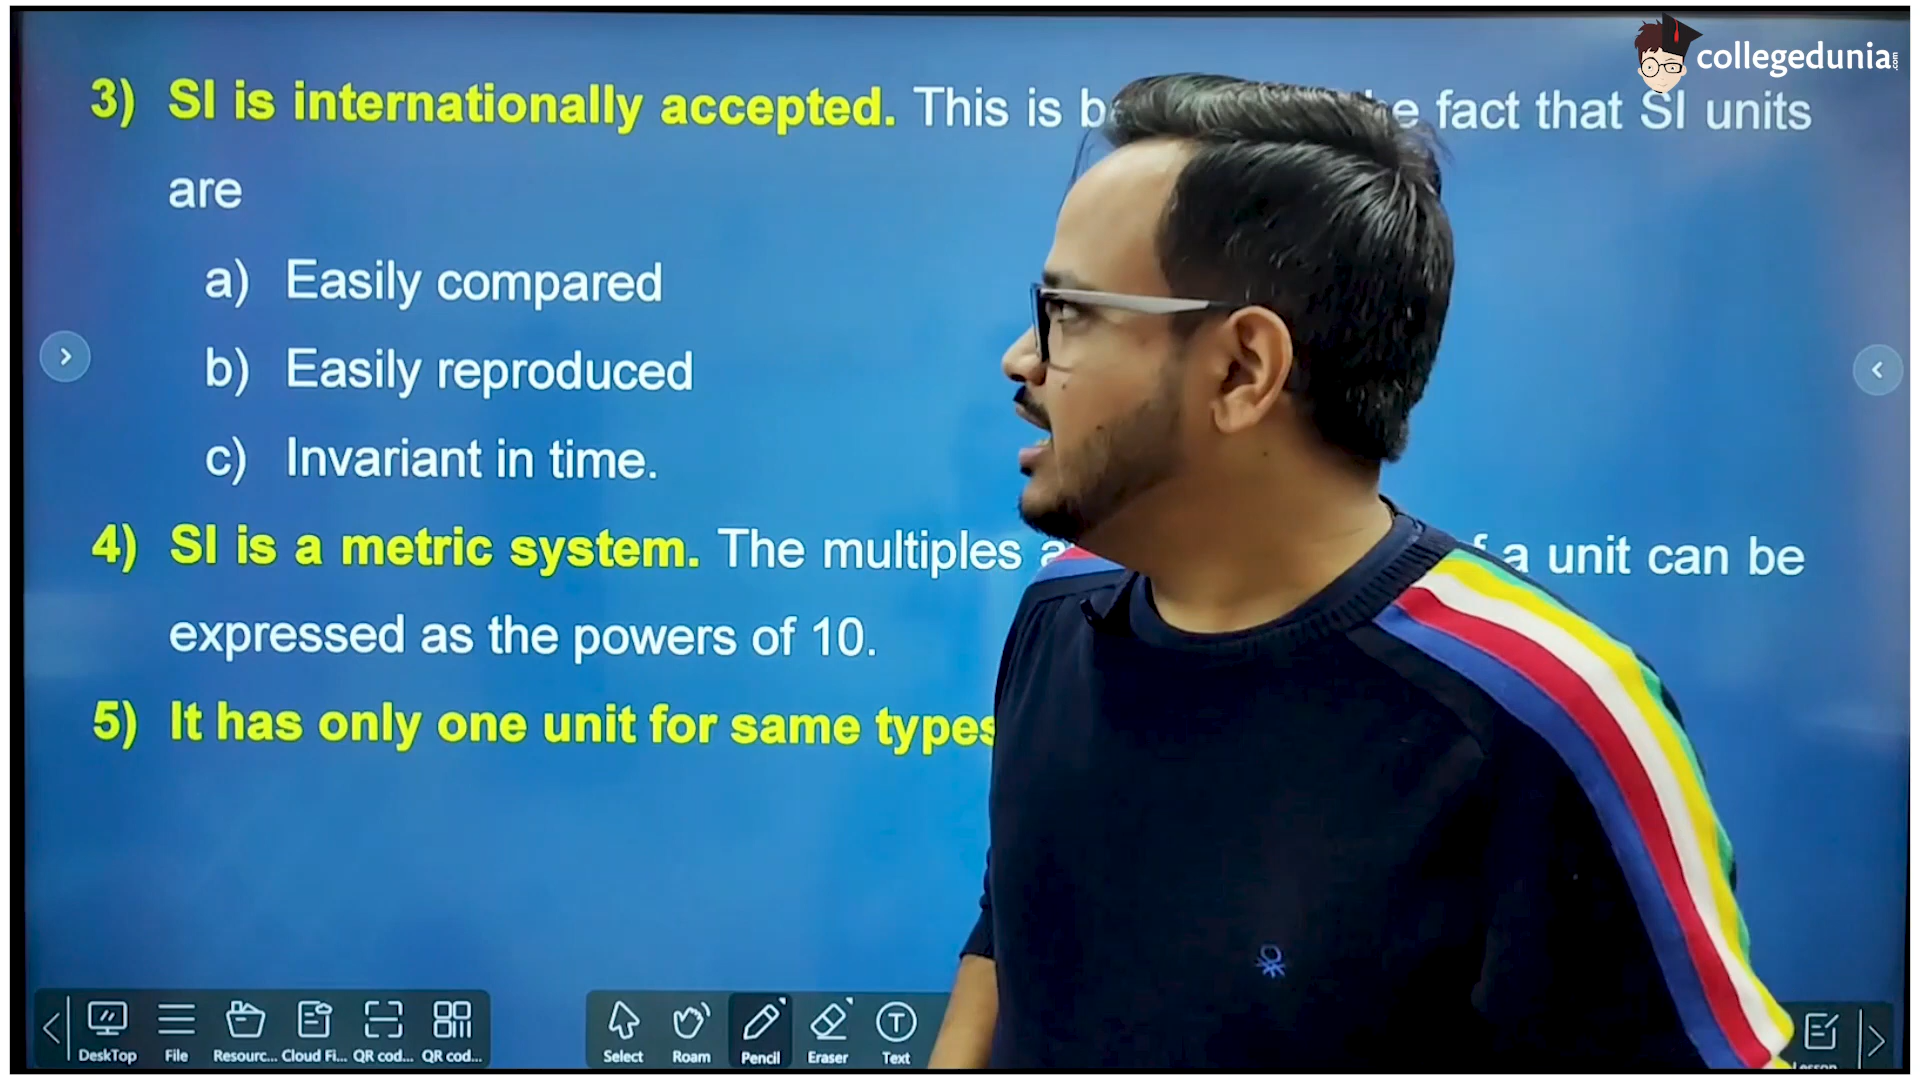 collegedunia.com
3) SI is internationally accepted. This is fact that SI units
are
a) Easily compared
b) Easily reproduced
c) Invariant in time.
4) SI is a metric system. The multiples a unit can be
expressed as the powers of 10.
5) It has only one unit for same types
DeskTop File Resourc... Cloud Fi... QR cod... QR cod... Select Roam Pencil Eraser Text